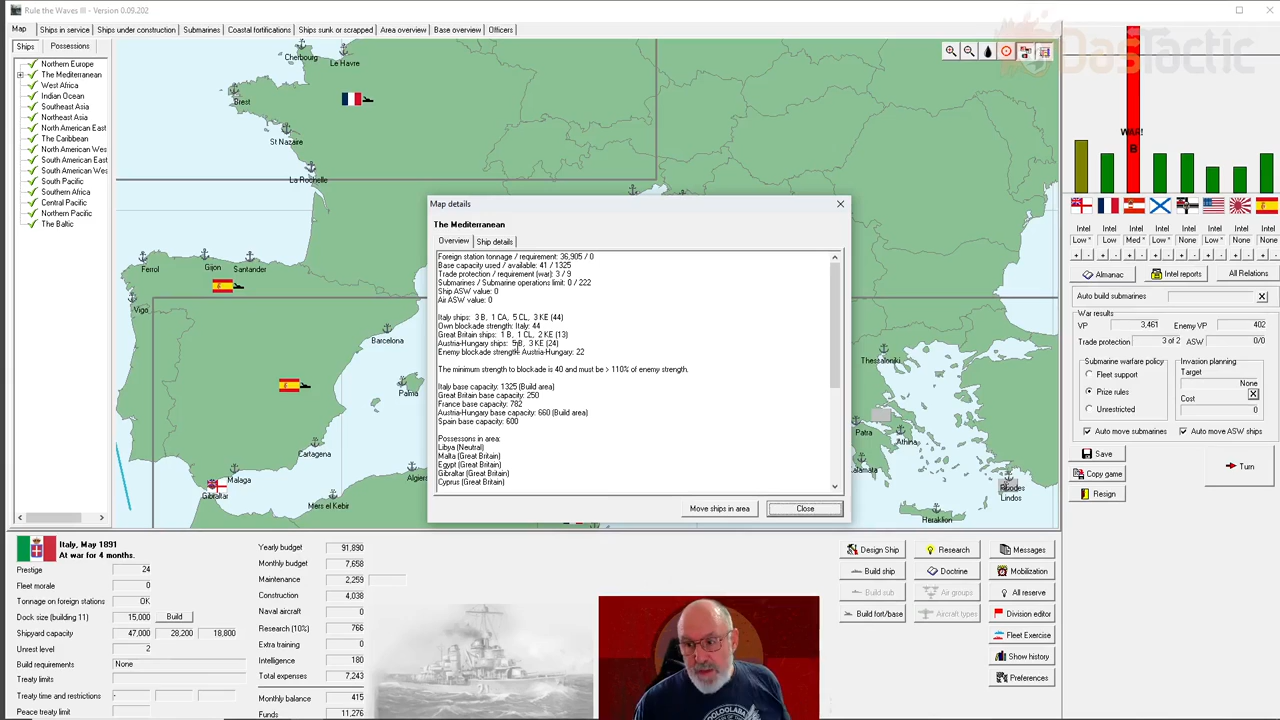 Rule the Waves III - Version 0.09.202
DasTactic
Map
Ships in service
Ships under construction
Submarines
Coastal fortifications
Ships sunk or scrapped
Area overview
Base overview
Officers
Ships
Possessions
Northern Europe
The Mediterranean
West Africa
Indian Ocean
Southeast Asia
Northeast Asia
North American East
The Caribbean
North American Wes
South American East
South American Wes
South Pacific
Southern Africa
Central Pacific
Northern Pacific
The Baltic
Cherbourg
Le Havre
Brest
St Nazaire
La Rochelle
Ferrol
Gijon
Santander
Vigo
Barcelona
Palma
Cartagena
Malaga
Gibraltar
Algiers
Mers el Kebir
Thessaloniki
Patra
Athina
Kalamata
Rhodes
Lindos
Heraklion
Map details
The Mediterranean
Overview
Ship details
Foreign station tonnage / requirement: 36,905 / 0
Base capacity used / available: 41 / 1325
Trade protection / requirement (war): 3 / 9
Submarines / Submarine operations limit: 0 / 222
Ship ASW value: 0
Air ASW value: 0
Italy ships: 3 B, 1 CA, 5 CL, 3 KE (44)
Own blockade strength: Italy: 44
Great Britain ships: 1 B, 1 CL, 2 KE (13)
Austria-Hungary ships: 5 B, 3 KE (24)
Enemy blockade strength Austria-Hungary: 22
The minimum strength to blockade is 40 and must be > 110% of enemy strength.
Italy base capacity: 1325 (Build area)
Great Britain base capacity: 250
France base capacity: 782
Austria-Hungary base capacity: 660 (Build area)
Spain base capacity: 600
Possessons in area:
Libya (Neutral)
Malta (Great Britain)
Egypt (Great Britain)
Gibraltar (Great Britain)
Cyprus (Great Britain)
Move ships in area
Close
WAR!
B
Intel Intel Intel Intel Intel Intel Intel Intel
Low * Low Med * Low * None Low * None None
Almanac
Intel reports
All Relations
Auto build submarines
War results
VP 3,461 Enemy VP 402
Trade protection 3 of 2 ASW 0/0
Submarine warfare policy
Fleet support
Prize rules
Unrestricted
Invasion planning
Target
None
Cost
0
Auto move submarines
Auto move ASW ships
Save
Copy game
Resign
Turn
Italy, May 1891
At war for 4 months.
Prestige 24
Fleet morale 0
Tonnage on foreign stations OK
Dock size (building 11) 15,000 Build
Shipyard capacity 47,000 28,200 18,800
Unrest level 2
Build requirements None
Treaty limits
Treaty time and restrictions -
Peace treaty limit
Yearly budget 91,890
Monthly budget 7,658
Maintenance 2,259
Construction 4,038
Naval aircraft 0
Research (10%) 766
Extra training 0
Intelligence 180
Total expenses 7,243
Monthly balance 415
Funds 11,276
Design Ship
Research
Messages
Build ship
Doctrine
Mobilization
Build sub
Air groups
All reserve
Build fort/base
Aircraft types
Division editor
Fleet Exercise
Show history
Preferences